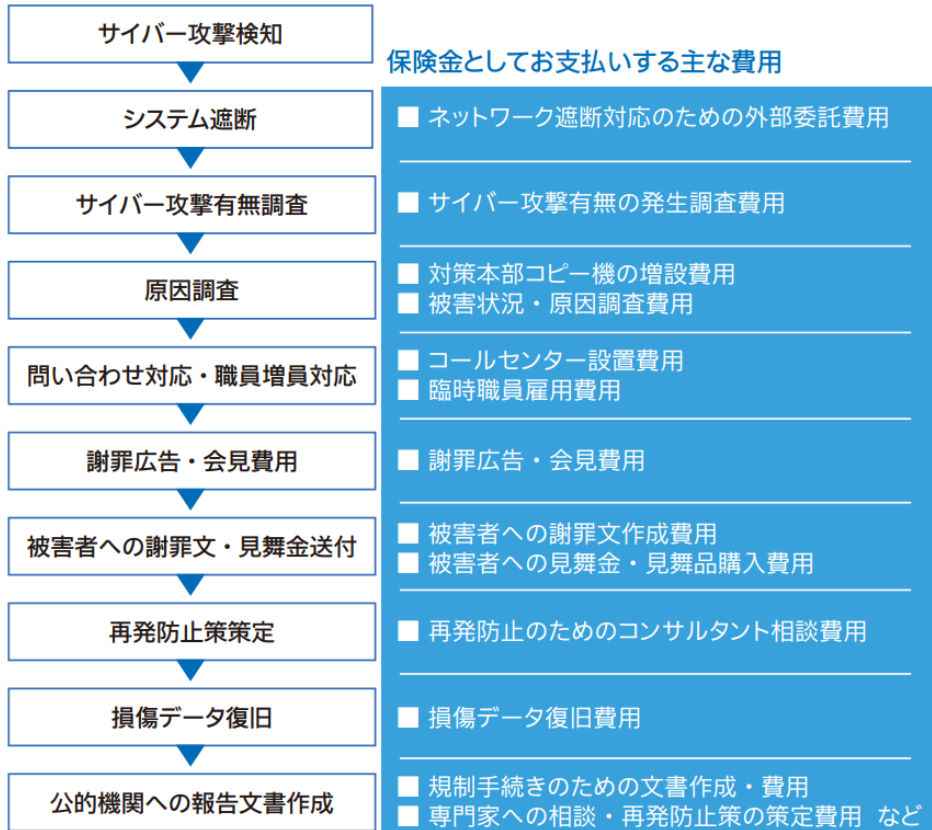 サイバー攻撃検知
保険金としてお支払いする主な費用
システム遮断
■ ネットワーク遮断対応のための外部委託費用
サイバー攻撃有無調査
■ サイバー攻撃有無の発生調査費用
原因調査
■ 対策本部コピー機の増設費用
■ 被害状況・原因調査費用
問い合わせ対応・職員増員対応
■ コールセンター設置費用
■ 臨時職員雇用費用
謝罪広告・会見費用
■ 謝罪広告・会見費用
被害者への謝罪文・見舞金送付
■ 被害者への謝罪文作成費用
■ 被害者への見舞金・見舞品購入費用
再発防止策策定
■ 再発防止のためのコンサルタント相談費用
損傷データ復旧
■ 損傷データ復旧費用
公的機関への報告文書作成
■ 規制手続きのための文書作成・費用
■ 専門家への相談・再発防止策の策定費用 など